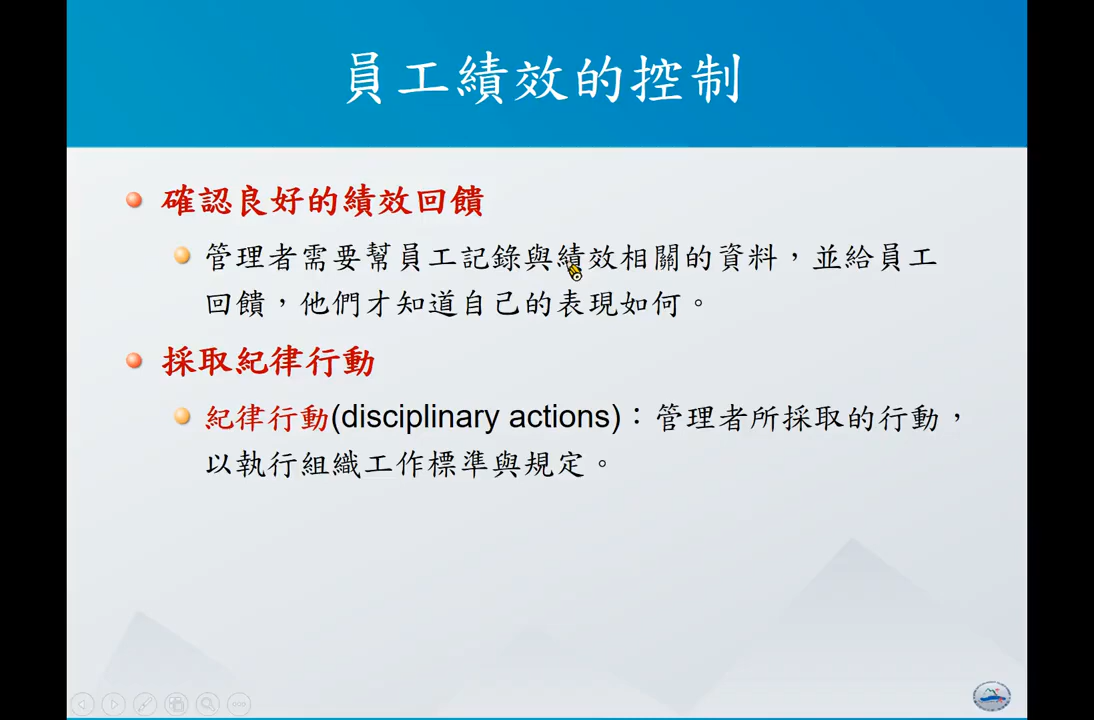 員工績效的控制
確認良好的績效回饋
管理者需要幫員工記錄與績效相關的資料，並給員工
回饋，他們才知道自己的表現如何。
採取紀律行動
紀律行動(disciplinary actions)：管理者所採取的行動，
以執行組織工作標準與規定。